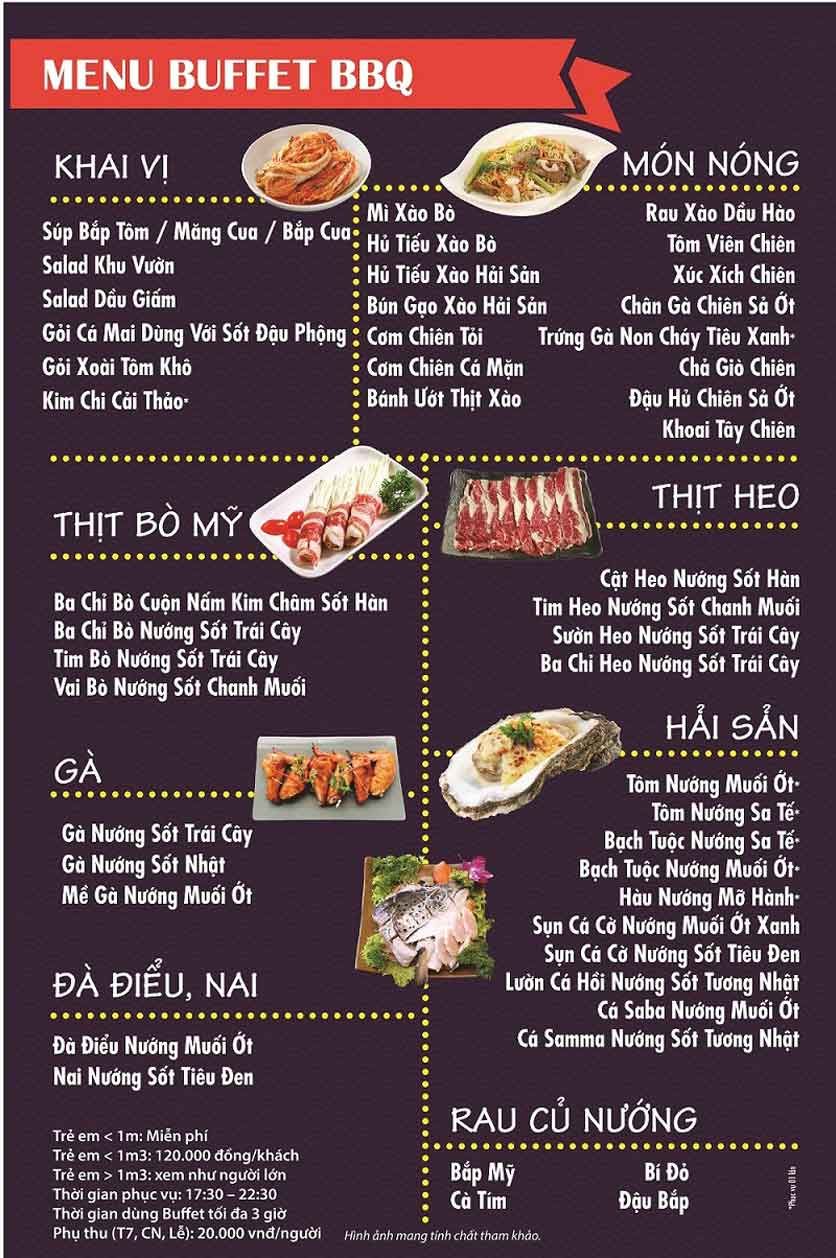 MENU BUFFET BBQ
KHAI VỊ
Súp Bắp Tôm / Măng Cua / Bắp Cua
Salad Khu Vườn
Salad Dầu Giấm
Gỏi Cá Mai Dùng Với Sốt Đậu Phộng
Gỏi Xoài Tôm Khô
Kim Chi Cải Thảo*
MÓN NÓNG
Mì Xào Bò
Hủ Tiếu Xào Bò
Hủ Tiếu Xào Hải Sản
Bún Gạo Xào Hải Sản
Cơm Chiên Tỏi
Cơm Chiên Cá Mặn
Bánh Ướt Thịt Xào
Rau Xào Dầu Hào
Tôm Viên Chiên
Xúc Xích Chiên
Chân Gà Chiên Sả Ớt
Trứng Gà Non Cháy Tiêu Xanh*
Chả Giò Chiên
Đậu Hủ Chiên Sả Ớt
Khoai Tây Chiên
THỊT BÒ MỸ
Ba Chỉ Bò Cuộn Nấm Kim Châm Sốt Hàn
Ba Chỉ Bò Nướng Sốt Trái Cây
Tim Bò Nướng Sốt Trái Cây
Vai Bò Nướng Sốt Chanh Muối
THỊT HEO
Cật Heo Nướng Sốt Hàn
Tim Heo Nướng Sốt Chanh Muối
Sườn Heo Nướng Sốt Trái Cây
Ba Chỉ Heo Nướng Sốt Trái Cây
GÀ
Gà Nướng Sốt Trái Cây
Gà Nướng Sốt Nhật
Mề Gà Nướng Muối Ớt
HẢI SẢN
Tôm Nướng Muối Ớt*
Tôm Nướng Sa Tế*
Bạch Tuộc Nướng Sa Tế*
Bạch Tuộc Nướng Muối Ớt*
Hàu Nướng Mỡ Hành*
Sụn Cá Cờ Nướng Muối Ớt Xanh
Sụn Cá Cờ Nướng Sốt Tiêu Đen
Lườn Cá Hồi Nướng Sốt Tương Nhật
Cá Saba Nướng Muối Ớt
Cá Samma Nướng Sốt Tương Nhật
ĐÀ ĐIỂU, NAI
Đà Điểu Nướng Muối Ớt
Nai Nướng Sốt Tiêu Đen
RAU CỦ NƯỚNG
Bắp Mỹ
Cà Tím
Bí Đỏ
Đậu Bắp
*Phục vụ 01 lần
Trẻ em < 1m: Miễn phí
Trẻ em < 1m3: 120.000 đồng/khách
Trẻ em > 1m3: xem như người lớn
Thời gian phục vụ: 17:30 – 22:30
Thời gian dùng Buffet tối đa 3 giờ
Phụ thu (T7, CN, Lễ): 20.000 vnđ/người
Hình ảnh mang tính chất tham khảo.